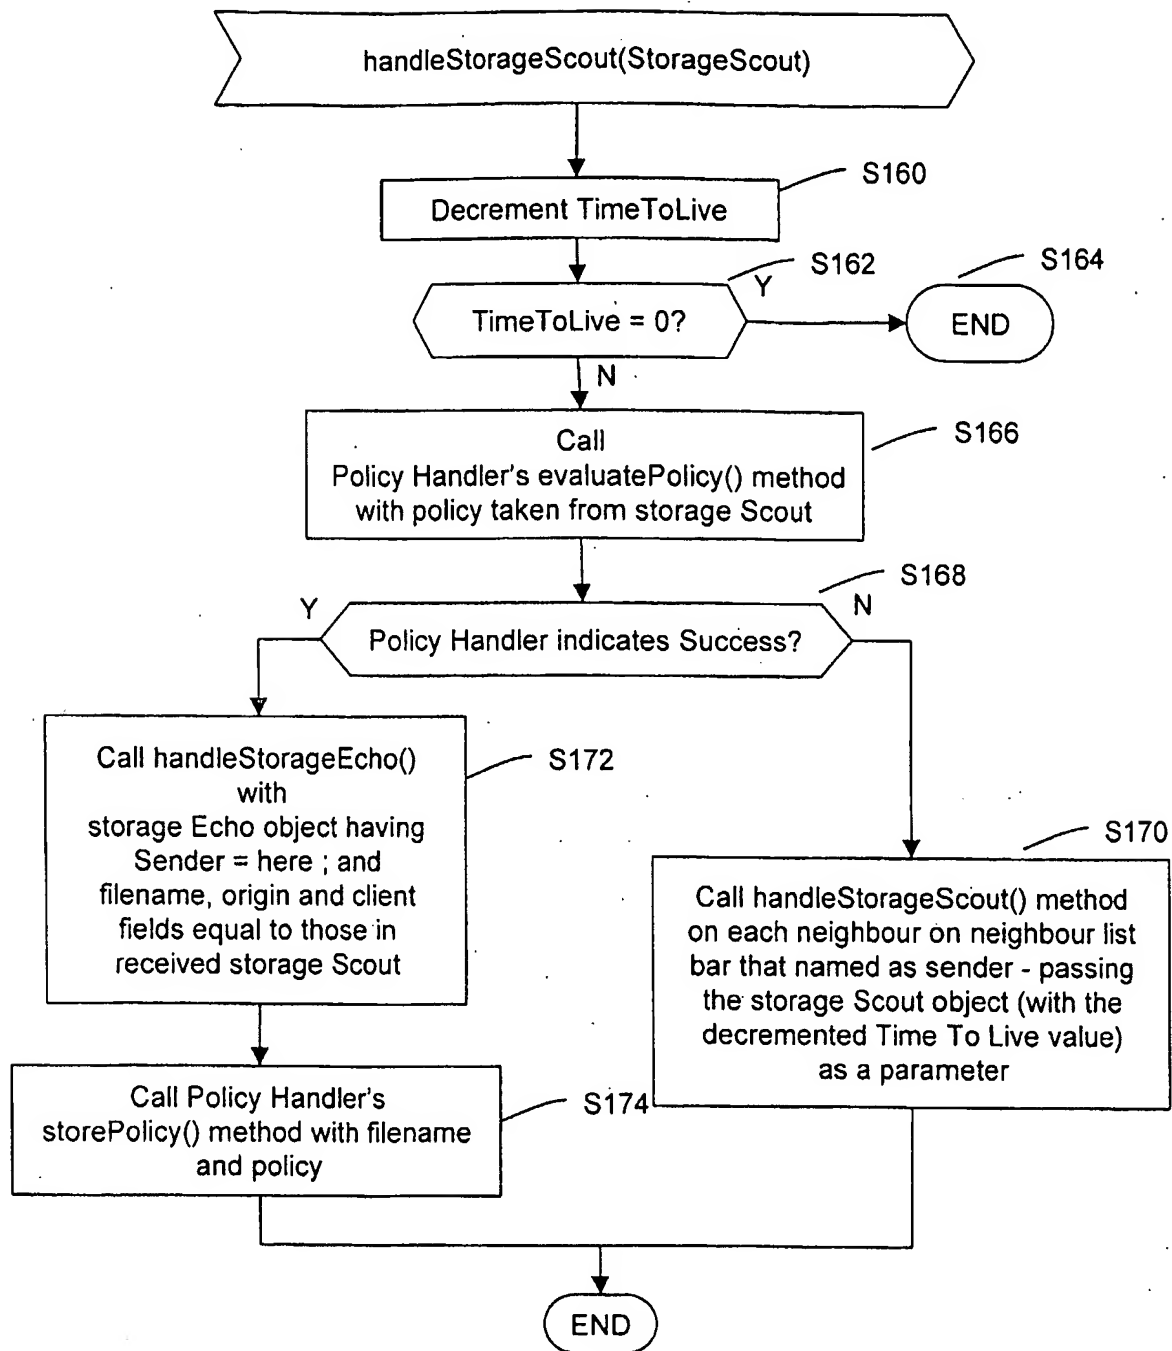 handleStorageScout(StorageScout)
S160
Decrement TimeToLive
S162
S164
Y
TimeToLive = 0?
END
N
Call
Policy Handler's evaluatePolicy() method
with policy taken from storage Scout
S166
S168
Y
N
Policy Handler indicates Success?
Call handleStorageEcho()
with
storage Echo object having
Sender = here ; and
filename, origin and client
fields equal to those in
received storage Scout
S172
S170
Call handleStorageScout() method
on each neighbour on neighbour list
bar that named as sender - passing
the storage Scout object (with the
decremented Time To Live value)
as a parameter
Call Policy Handler's
storePolicy() method with filename
and policy
S174
END